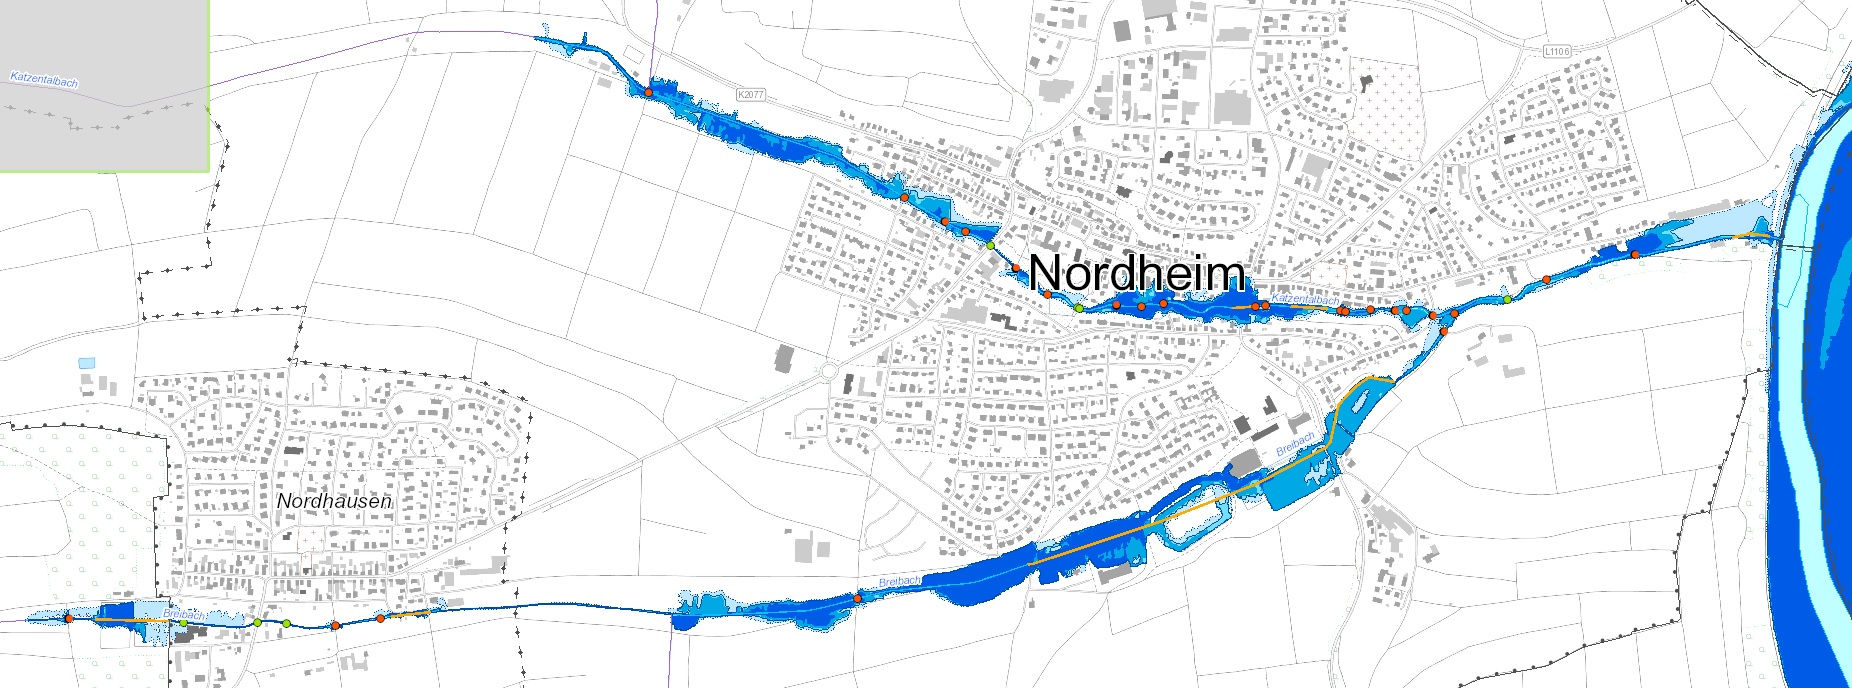 L1106
Katzentalbach
K2077
Nordheim
Katzentalbach
Breibach
Nordhausen
Breibach
Breibach